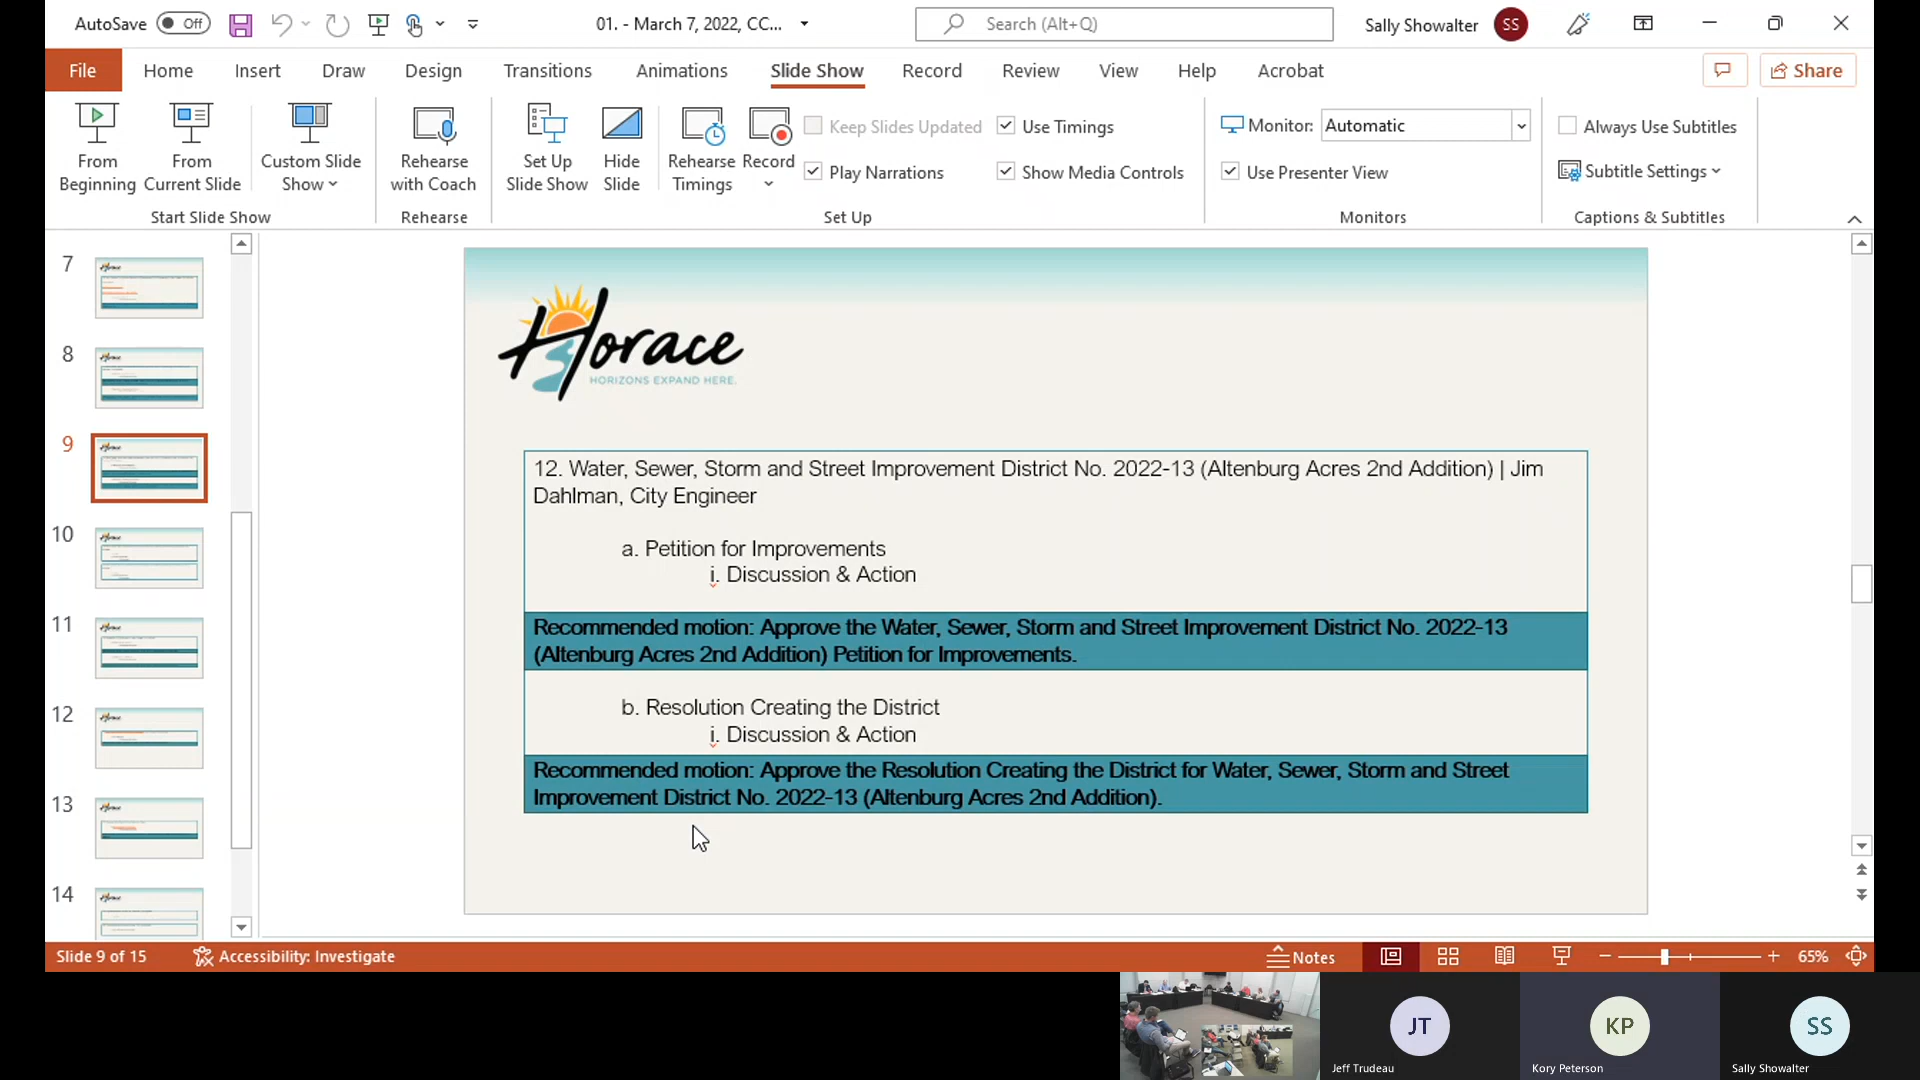 AutoSave Off 01. - March 7, 2022, CC... Search (Alt+Q) Sally Showalter SS
File Home Insert Draw Design Transitions Animations Slide Show Record Review View Help Acrobat Share
Keep Slides Updated Use Timings Monitor: Automatic Always Use Subtitles
From Beginning
From Current Slide
Custom Slide Show
Rehearse with Coach
Set Up Slide Show
Hide Slide
Rehearse Timings
Record
Play Narrations Show Media Controls Use Presenter View Subtitle Settings
Start Slide Show Rehearse Set Up Monitors Captions & Subtitles
7
8
9
10
11
12
13
14
Horace
HORIZONS EXPAND HERE.
12. Water, Sewer, Storm and Street Improvement District No. 2022-13 (Altenburg Acres 2nd Addition) | Jim
Dahlman, City Engineer
a. Petition for Improvements
i. Discussion & Action
Recommended motion: Approve the Water, Sewer, Storm and Street Improvement District No. 2022-13
(Altenburg Acres 2nd Addition) Petition for Improvements.
b. Resolution Creating the District
i. Discussion & Action
Recommended motion: Approve the Resolution Creating the District for Water, Sewer, Storm and Street
Improvement District No. 2022-13 (Altenburg Acres 2nd Addition).
Slide 9 of 15 Accessibility: Investigate Notes 65%
JT KP SS
Jeff Trudeau Kory Peterson Sally Showalter